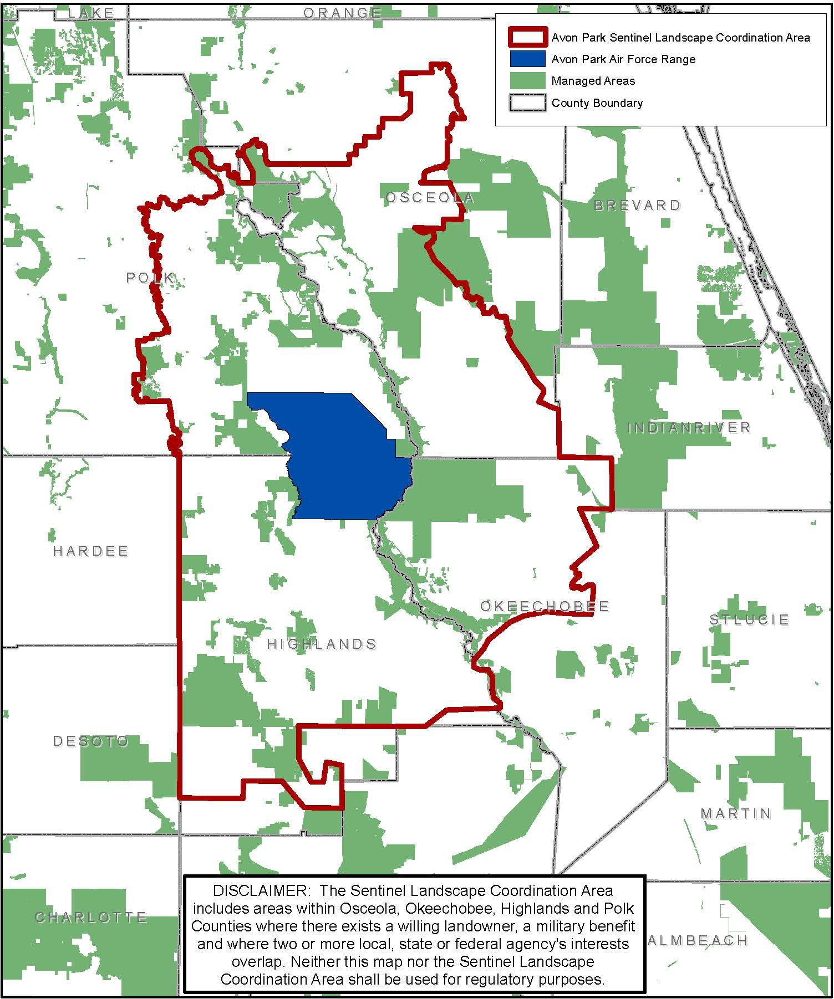 LAKE
ORANGE
Avon Park Sentinel Landscape Coordination Area
Avon Park Air Force Range
Managed Areas
County Boundary
OSCEOLA
BREVARD
POLK
INDIANRIVER
HARDEE
OKEECHOBEE
STLUCIE
HIGHLANDS
DESOTO
MARTIN
CHARLOTTE
ALMBEACH
DISCLAIMER: The Sentinel Landscape Coordination Area
includes areas within Osceola, Okeechobee, Highlands and Polk
Counties where there exists a willing landowner, a military benefit
and where two or more local, state or federal agency's interests
overlap. Neither this map nor the Sentinel Landscape
Coordination Area shall be used for regulatory purposes.